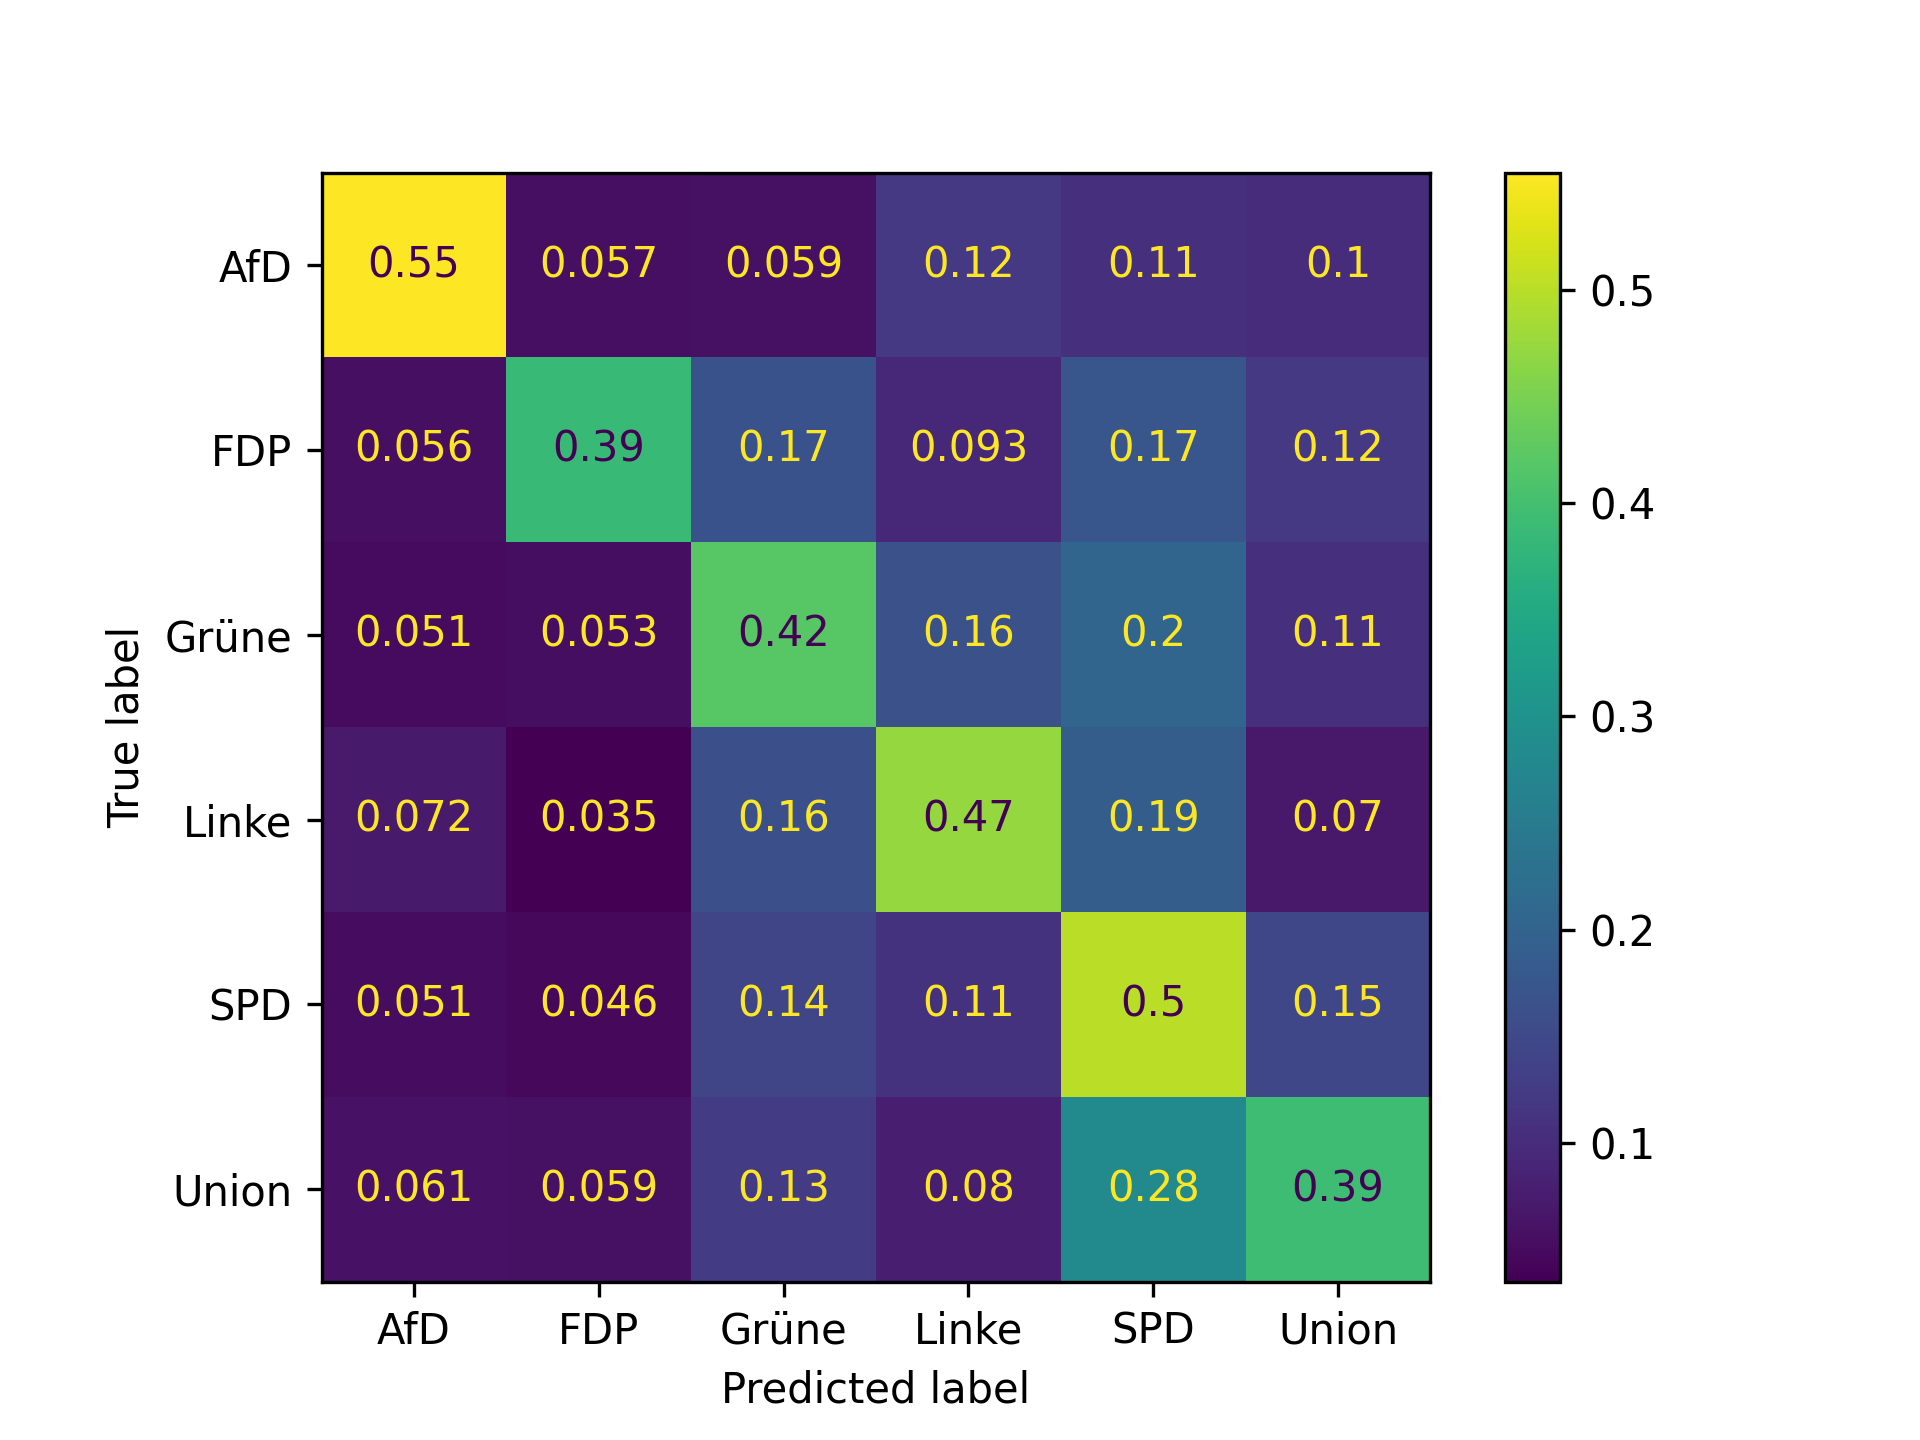 AfD 0.55 0.057 0.059 0.12 0.11 0.1
FDP 0.056 0.39 0.17 0.093 0.17 0.12
Grüne 0.051 0.053 0.42 0.16 0.2 0.11
Linke 0.072 0.035 0.16 0.47 0.19 0.07
SPD 0.051 0.046 0.14 0.11 0.5 0.15
Union 0.061 0.059 0.13 0.08 0.28 0.39
AfD FDP Grüne Linke SPD Union
Predicted label
True label
0.5
0.4
0.3
0.2
0.1